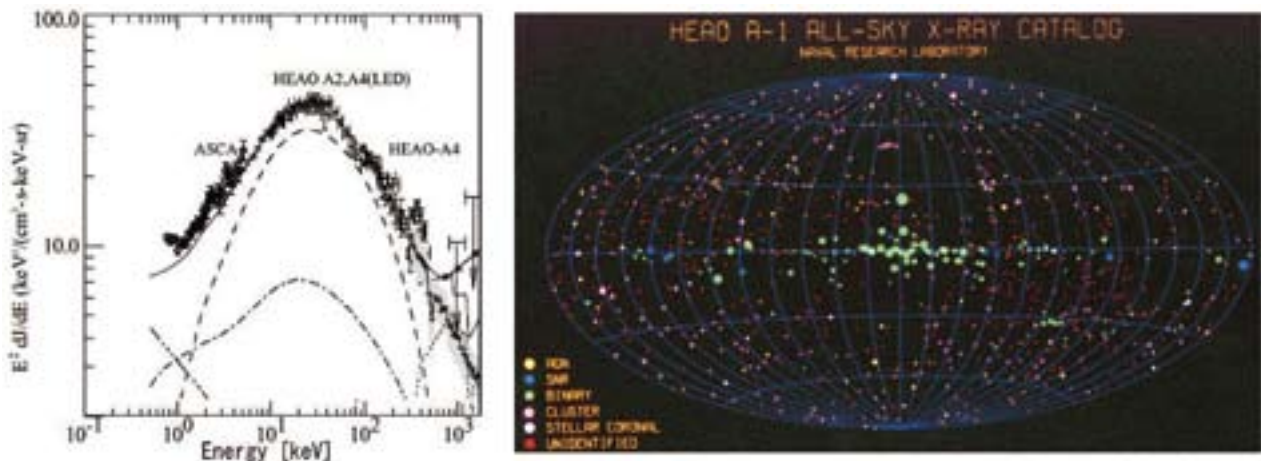 100.0
10.0
E² dJ/dE (keV²/(cm²-s-keV-sr)
HEAO A2,A4(LED)
ASCA
HEAO-A4
10⁻¹ 10⁰ 10¹ 10² 10³
Energy [keV]
HEAO A-1 ALL-SKY X-RAY CATALOG
NAVAL RESEARCH LABORATORY
AGN
SNR
BINARY
CLUSTER
STELLAR CORONAL
UNIDENTIFIED